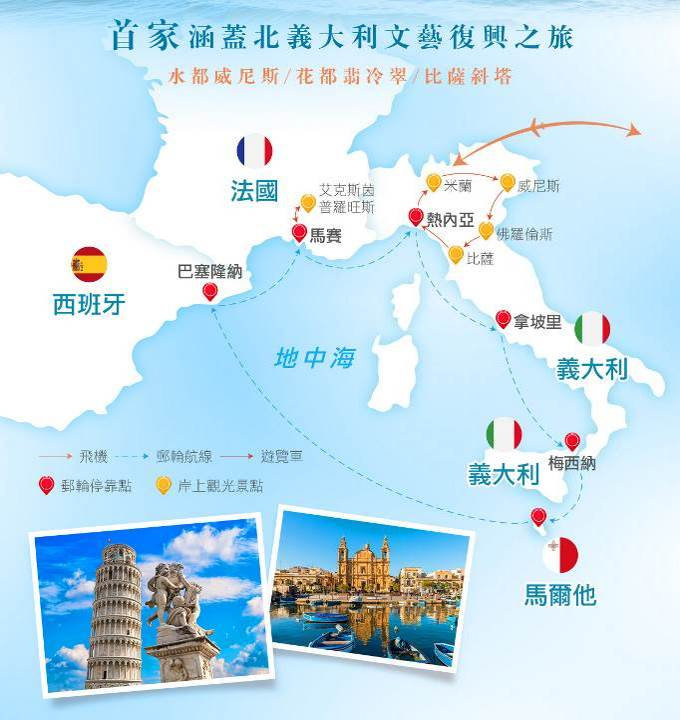 首家涵蓋北義大利文藝復興之旅
水都威尼斯/花都翡冷翠/比薩斜塔
法國
艾克斯茵
普羅旺斯
米蘭
威尼斯
熱內亞
馬賽
佛羅倫斯
比薩
巴塞隆納
西班牙
拿坡里
地中海
義大利
飛機
郵輪航線
遊覽車
梅西納
義大利
郵輪停靠點
岸上觀光景點
馬爾他